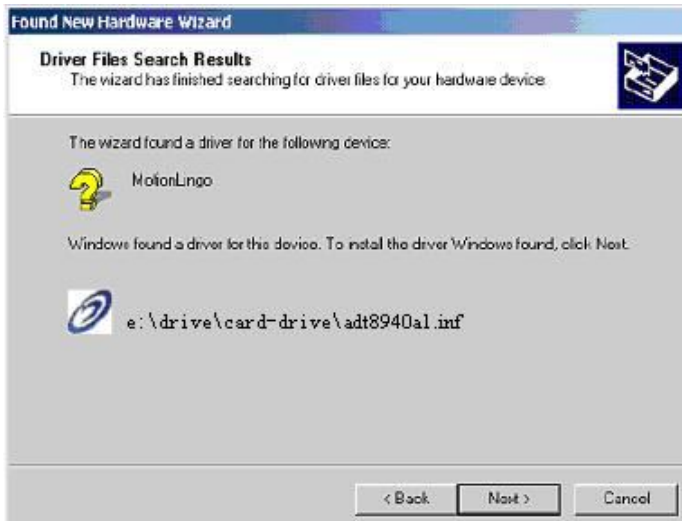 Found New Hardware Wizard
Driver Files Search Results
The wizard has finished searching for driver files for your hardware device.
The wizard found a driver for the following device:
MotionLingo
Windows found a driver for this device. To install the driver Windows found, click Next.
e:\drive\card-drive\adt8940a1.inf
< Back
Next >
Cancel